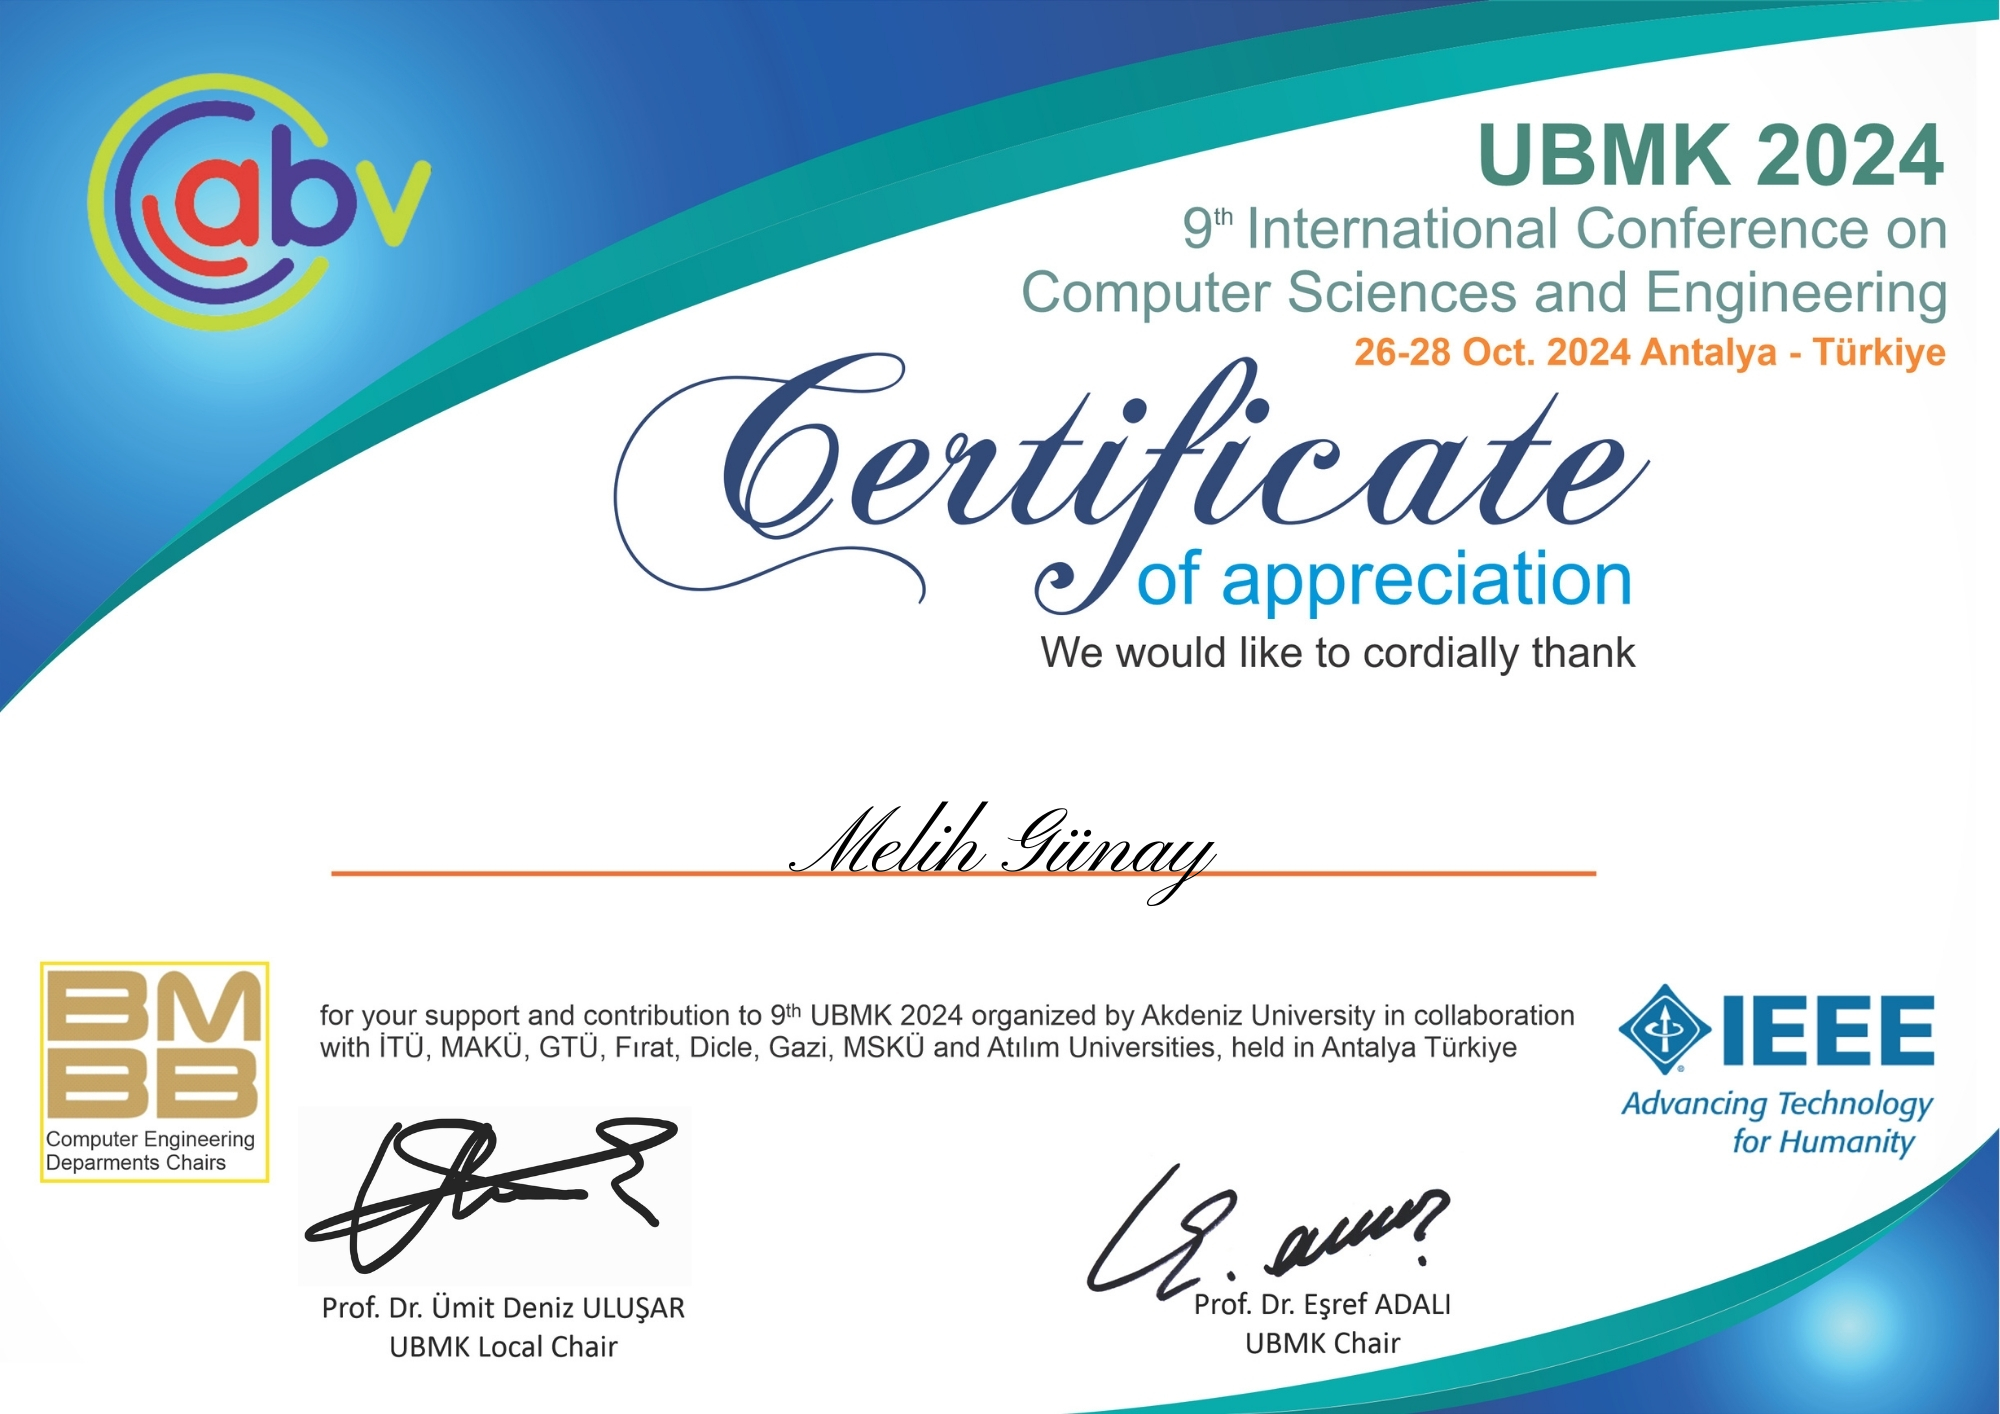 abv
UBMK 2024
9th International Conference on
Computer Sciences and Engineering
26-28 Oct. 2024 Antalya - Türkiye
Certificate
of appreciation
We would like to cordially thank
Melih Günay
for your support and contribution to 9th UBMK 2024 organized by Akdeniz University in collaboration
with İTÜ, MAKÜ, GTÜ, Fırat, Dicle, Gazi, MSKÜ and Atılım Universities, held in Antalya Türkiye
BM
BB
Computer Engineering
Deparments Chairs
IEEE
Advancing Technology
for Humanity
Prof. Dr. Ümit Deniz ULUŞAR
UBMK Local Chair
Prof. Dr. Eşref ADALI
UBMK Chair